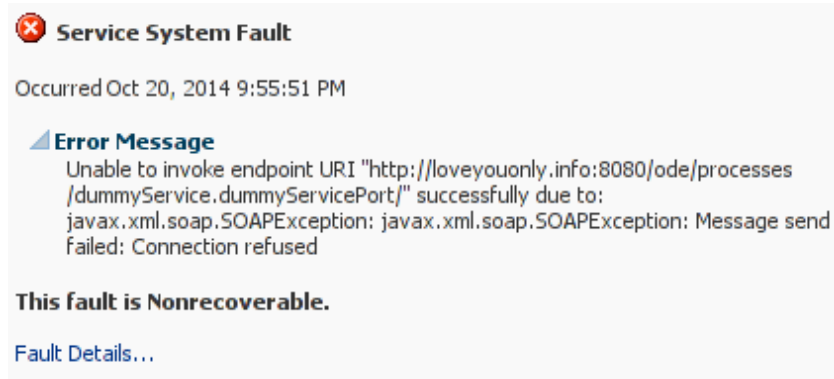 Service System Fault
Occurred Oct 20, 2014 9:55:51 PM
Error Message
Unable to invoke endpoint URI "http://loveyouonly.info:8080/ode/processes
/dummyService.dummyServicePort/" successfully due to:
javax.xml.soap.SOAPException: javax.xml.soap.SOAPException: Message send
failed: Connection refused
This fault is Nonrecoverable.
Fault Details...